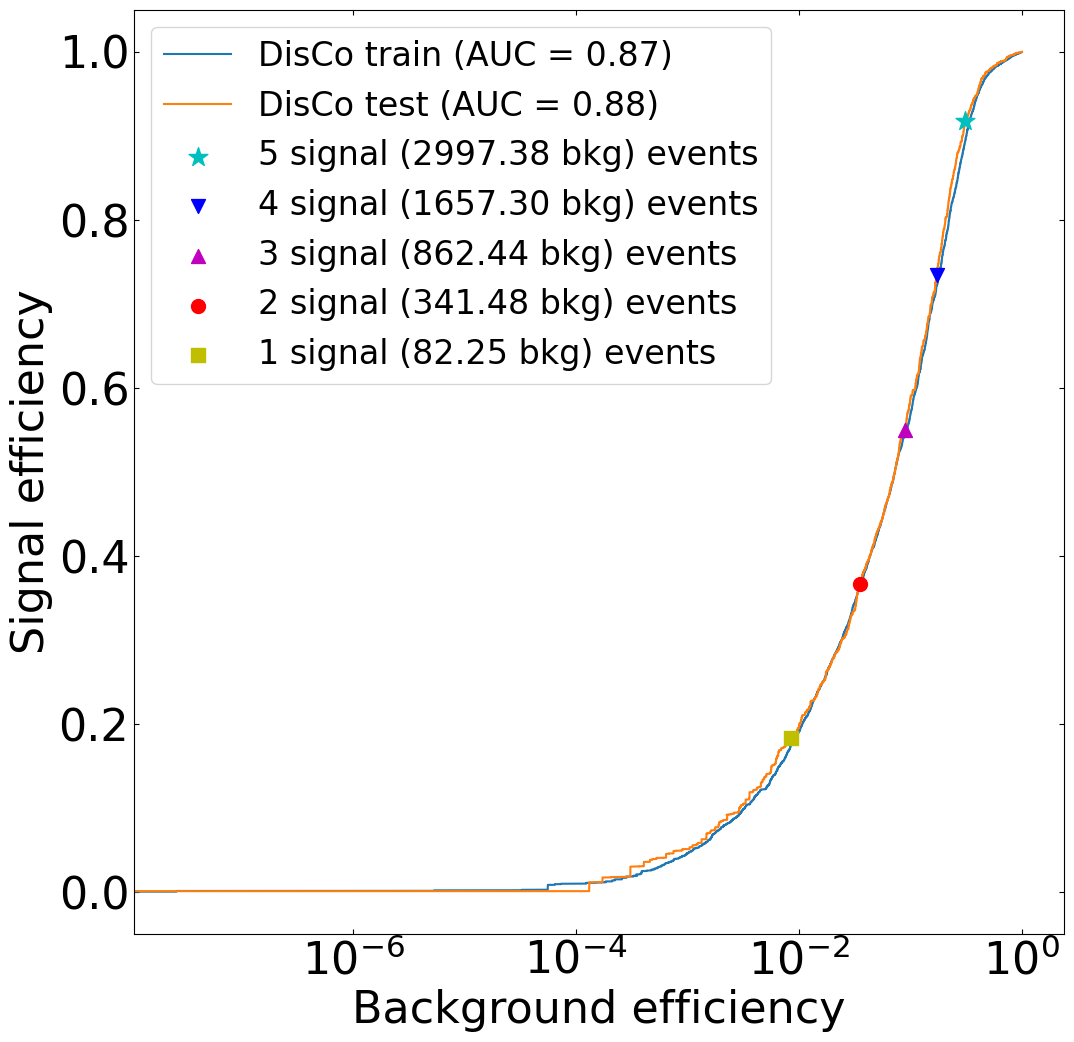 DisCo train (AUC = 0.87)
DisCo test (AUC = 0.88)
5 signal (2997.38 bkg) events
4 signal (1657.30 bkg) events
3 signal (862.44 bkg) events
2 signal (341.48 bkg) events
1 signal (82.25 bkg) events
Signal efficiency
1.0
0.8
0.6
0.4
0.2
0.0
10⁻⁶ 10⁻⁴ 10⁻² 10⁰
Background efficiency